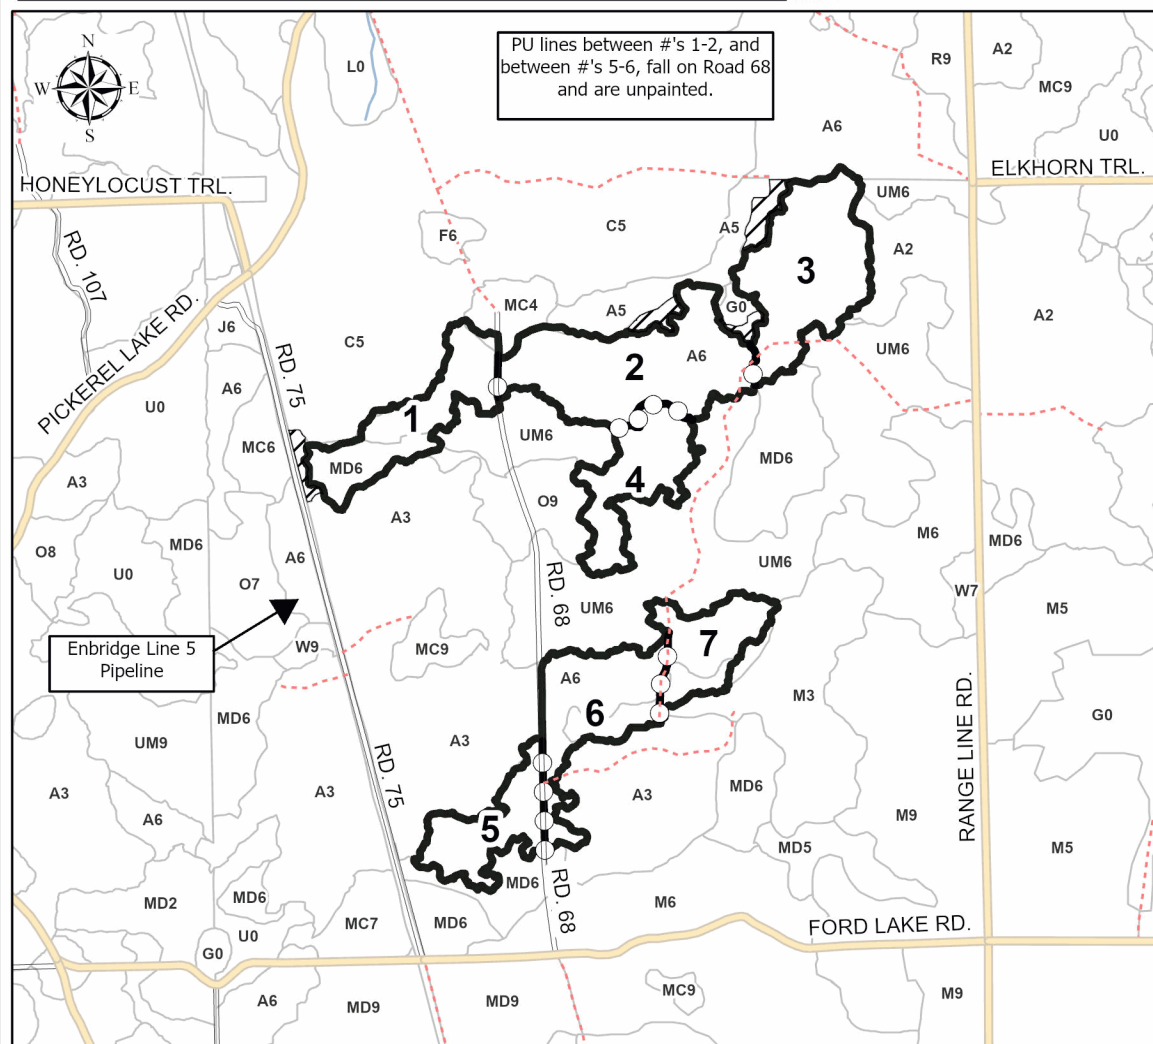 PU lines between #'s 1-2, and
between #'s 5-6, fall on Road 68
and are unpainted.
N
W E
S
L0
R9
A2
MC9
A6
U0
ELKHORN TRL.
HONEYLOCUST TRL.
UM6
F6
C5
A5
A2
RD. 107
3
MC4
A5
G0
A2
J6
C5
UM6
PICKEREL LAKE RD.
RD. 75
2
A6
A6
U0
1
MC6
UM6
MD6
MD6
A3
4
O9
A3
M6
O8
MD6
A6
MD6
U0
UM6
O7
RD. 68
W7
UM6
M5
Enbridge Line 5
Pipeline
W9
MC9
7
A6
M3
RANGE LINE RD.
MD6
6
G0
UM9
A3
RD. 75
A3
A3
A3
MD6
A6
5
M9
MD5
M5
MD6
MD2
MD6
RD. 68
M6
MC7
MD6
FORD LAKE RD.
U0
G0
A6
MD9
MD9
MC9
M9